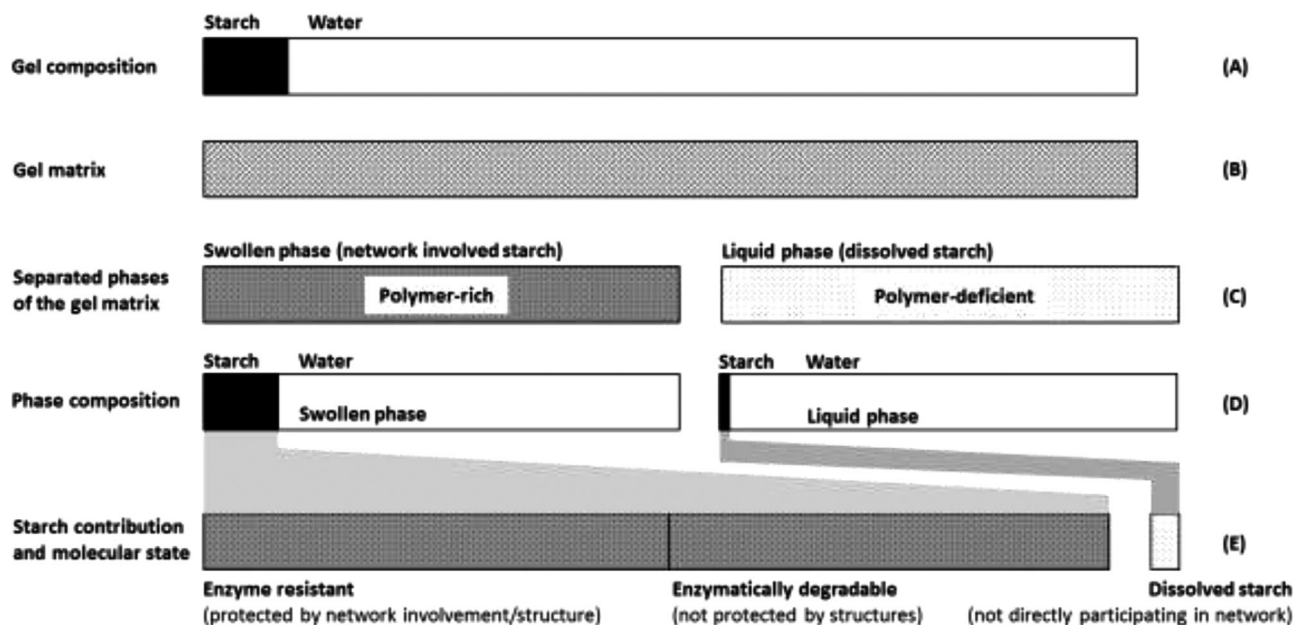 Starch Water
Gel composition (A)
Gel matrix (B)
Swollen phase (network involved starch) Liquid phase (dissolved starch)
Separated phases
of the gel matrix
Polymer-rich Polymer-deficient (C)
Starch Water Starch Water
Phase composition (D)
Swollen phase Liquid phase
Starch contribution
and molecular state (E)
Enzyme resistant Enzymatically degradable Dissolved starch
(protected by network involvement/structure) (not protected by structures) (not directly participating in network)